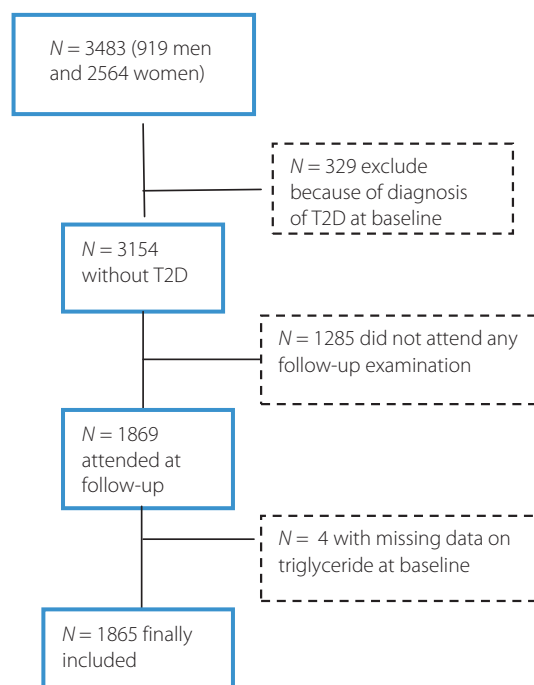 N = 3483 (919 men
and 2564 women)
N = 329 exclude
because of diagnosis
of T2D at baseline
N = 3154
without T2D
N = 1285 did not attend any
follow-up examination
N = 1869
attended at
follow-up
N =  4 with missing data on
triglyceride at baseline
N = 1865 finally
included